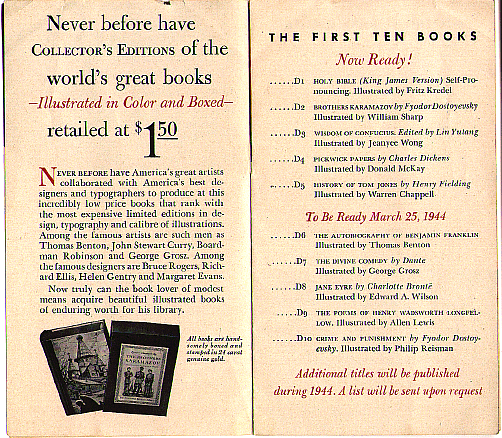 Never before have
COLLECTOR'S EDITIONS of the
world's great books
—Illustrated in Color and Boxed—
retailed at $1.50
NEVER BEFORE have America's great artists
collaborated with America's best de-
signers and typographers to produce at this
incredibly low price books that rank with
the most expensive limited editions in de-
sign, typography and calibre of illustrations.
Among the famous artists are such men as
Thomas Benton, John Stewart Curry, Board-
man Robinson and George Grosz. Among
the famous designers are Bruce Rogers, Rich-
ard Ellis, Helen Gentry and Margaret Evans.
Now truly can the book lover of modest
means acquire beautiful illustrated books
of enduring worth for his library.
All books are hand-
somely boxed and
stamped in 24 carat
genuine gold.
THE FIRST TEN BOOKS
Now Ready!
......D1 HOLY BIBLE (King James Version) Self-Pro-
nouncing. Illustrated by Fritz Kredel
......D2 BROTHERS KARAMAZOV by Fyodor Dostoyevsky
Illustrated by William Sharp
......D3 WISDOM OF CONFUCIUS. Edited by Lin Yutang
Illustrated by Jeanyee Wong
......D4 PICKWICK PAPERS by Charles Dickens
Illustrated by Donald McKay
......D5 HISTORY OF TOM JONES by Henry Fielding
Illustrated by Warren Chappell
To Be Ready March 25, 1944
......D6 THE AUTOBIOGRAPHY OF BENJAMIN FRANKLIN
Illustrated by Thomas Benton
......D7 THE DIVINE COMEDY by Dante
Illustrated by George Grosz
......D8 JANE EYRE by Charlotte Brontë
Illustrated by Edward A. Wilson
......D9 THE POEMS OF HENRY WADSWORTH LONGFEL-
LOW. Illustrated by Allen Lewis
......D10 CRIME AND PUNISHMENT by Fyodor Dostoy-
evsky. Illustrated by Philip Reisman
Additional titles will be published
during 1944. A list will be sent upon request